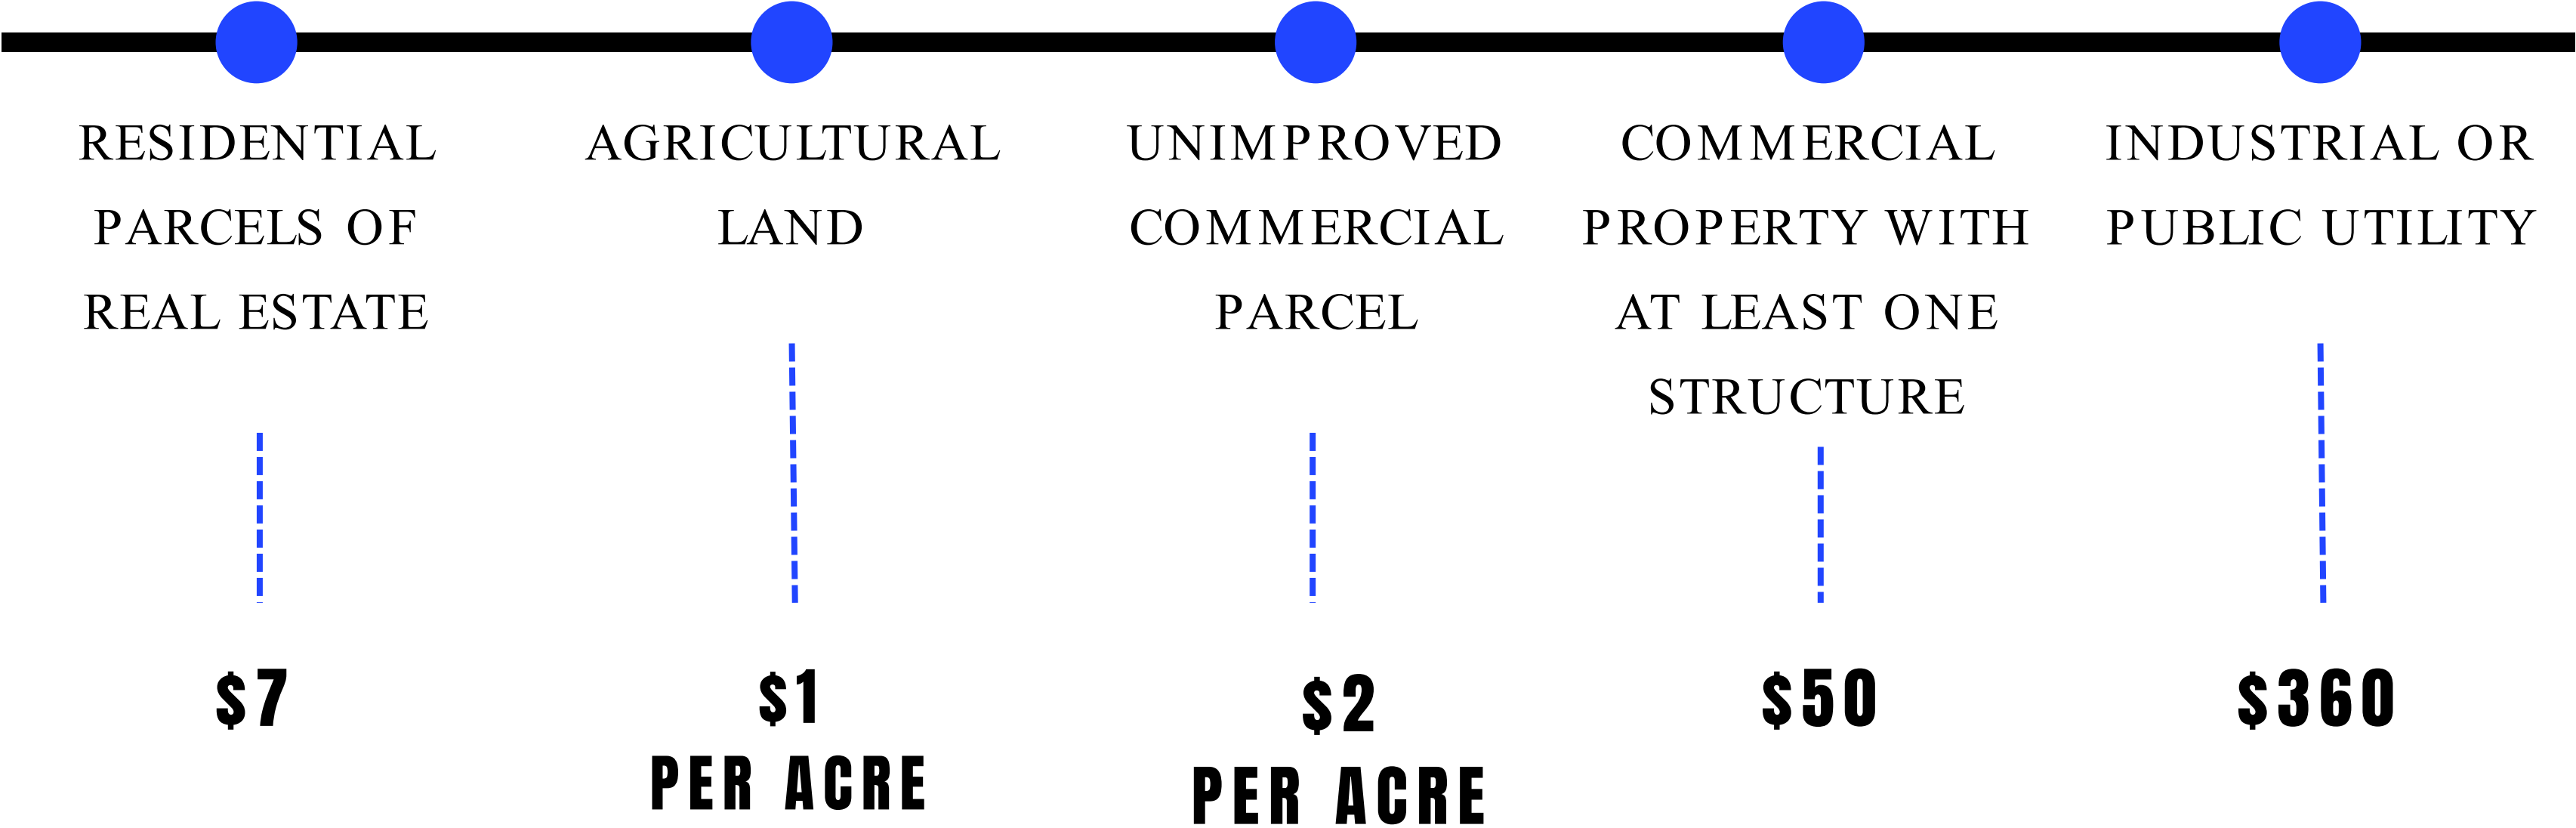 RESIDENTIAL
PARCELS OF
REAL ESTATE
$7
AGRICULTURAL
LAND
$1
PER ACRE
UNIMPROVED
COMMERCIAL
PARCEL
$2
PER ACRE
COMMERCIAL
PROPERTY WITH
AT LEAST ONE
STRUCTURE
$50
INDUSTRIAL OR
PUBLIC UTILITY
$360